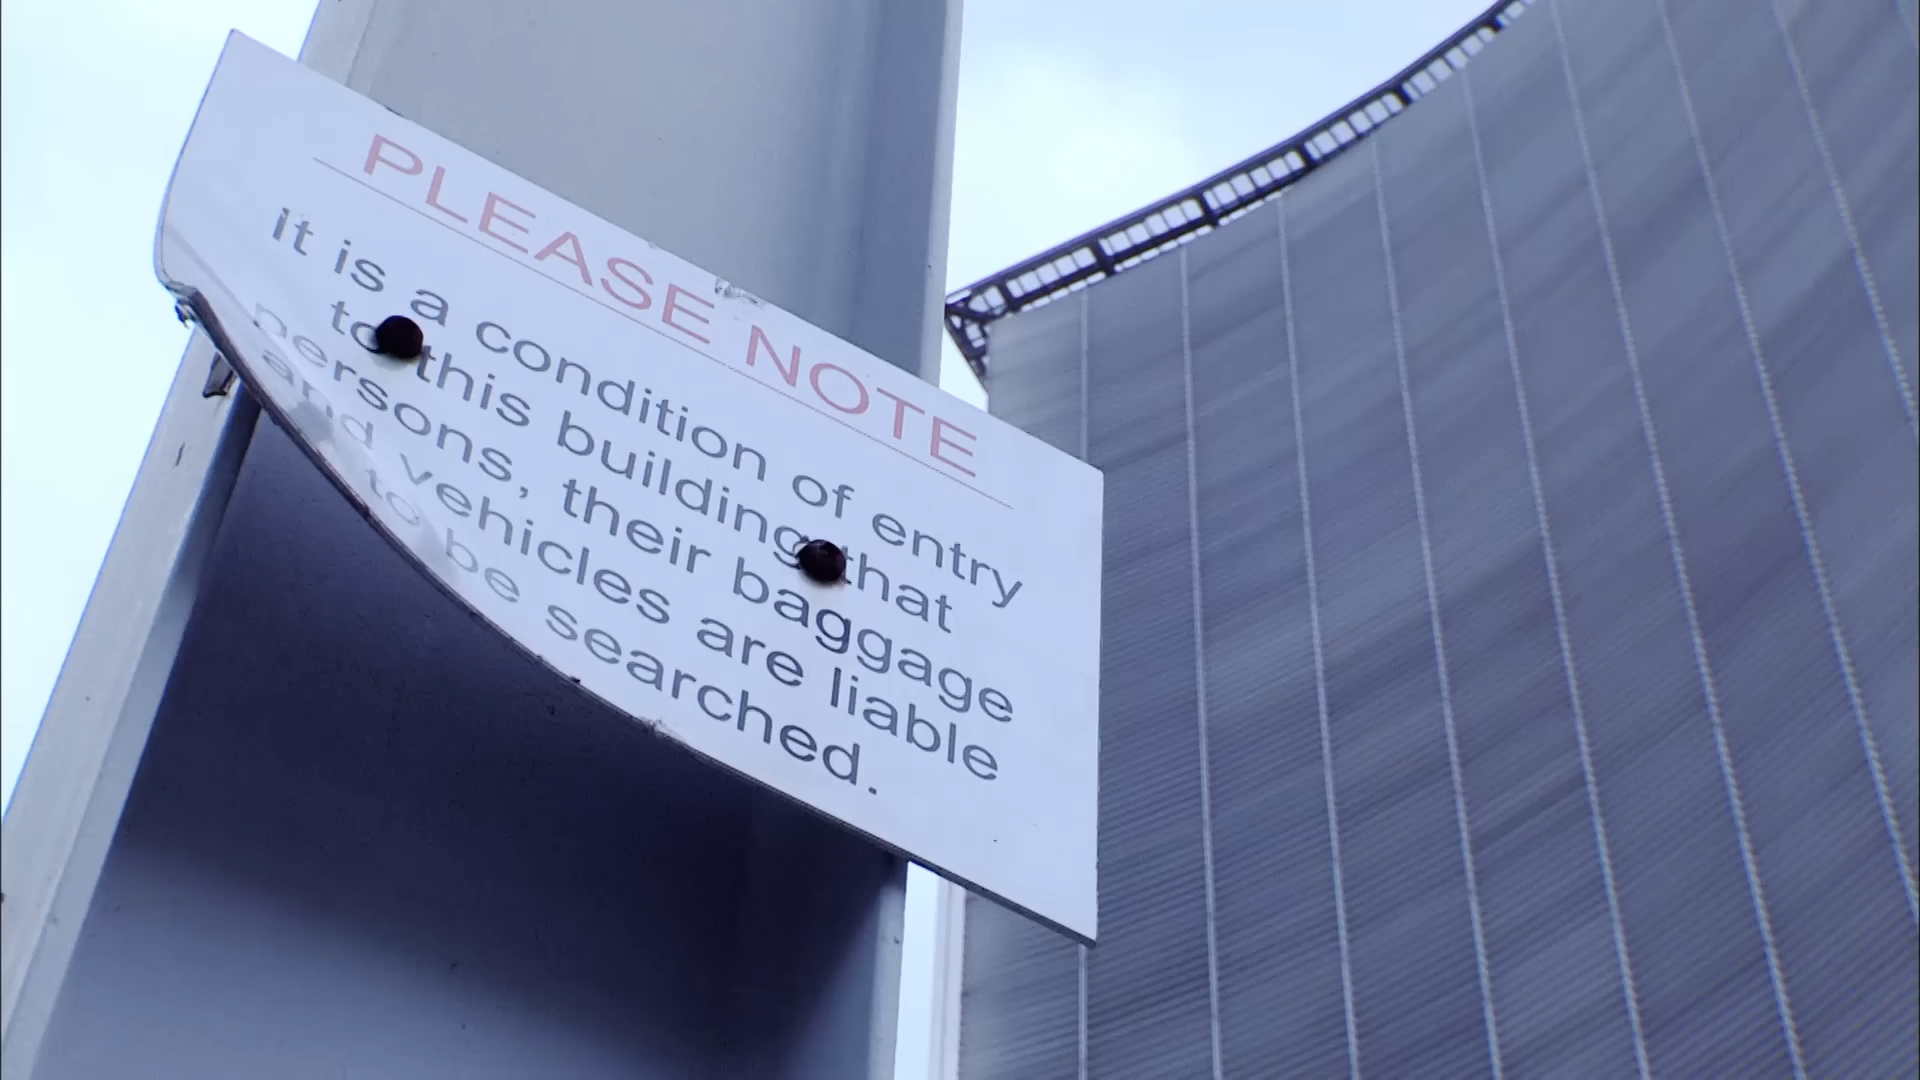 PLEASE NOTE
it is a condition of entry
to this building that
persons, their baggage
and vehicles are liable
to be searched.